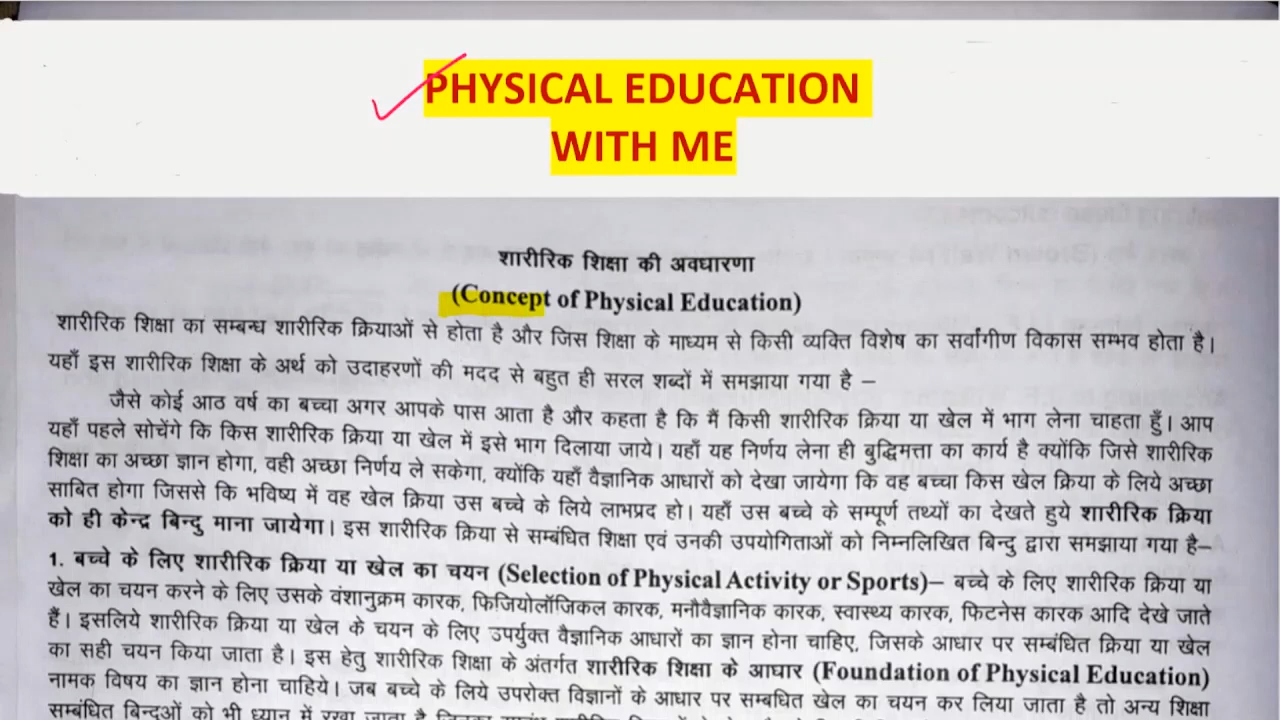 PHYSICAL EDUCATION
WITH ME
शारीरिक शिक्षा की अवधारणा
(Concept of Physical Education)
शारीरिक शिक्षा का सम्बन्ध शारीरिक क्रियाओं से होता है और जिस शिक्षा के माध्यम से किसी व्यक्ति विशेष का सर्वांगीण विकास सम्भव होता है।
यहाँ इस शारीरिक शिक्षा के अर्थ को उदाहरणों की मदद से बहुत ही सरल शब्दों में समझाया गया है –
जैसे कोई आठ वर्ष का बच्चा अगर आपके पास आता है और कहता है कि मैं किसी शारीरिक क्रिया या खेल में भाग लेना चाहता हुँ। आप
यहाँ पहले सोचेंगे कि किस शारीरिक क्रिया या खेल में इसे भाग दिलाया जाये। यहाँ यह निर्णय लेना ही बुद्धिमत्ता का कार्य है क्योंकि जिसे शारीरिक
शिक्षा का अच्छा ज्ञान होगा, वही अच्छा निर्णय ले सकेगा, क्योंकि यहाँ वैज्ञानिक आधारों को देखा जायेगा कि वह बच्चा किस खेल क्रिया के लिये अच्छा
साबित होगा जिससे कि भविष्य में वह खेल क्रिया उस बच्चे के लिये लाभप्रद हो। यहाँ उस बच्चे के सम्पूर्ण तथ्यों का देखते हुये शारीरिक क्रिया
को ही केन्द्र बिन्दु माना जायेगा। इस शारीरिक क्रिया से सम्बंधित शिक्षा एवं उनकी उपयोगिताओं को निम्नलिखित बिन्दु द्वारा समझाया गया है–
1. बच्चे के लिए शारीरिक क्रिया या खेल का चयन (Selection of Physical Activity or Sports)– बच्चे के लिए शारीरिक क्रिया या
खेल का चयन करने के लिए उसके वंशानुक्रम कारक, फिजियोलॉजिकल कारक, मनौवैज्ञानिक कारक, स्वास्थ्य कारक, फिटनेस कारक आदि देखे जाते
हैं। इसलिये शारीरिक क्रिया या खेल के चयन के लिए उपर्युक्त वैज्ञानिक आधारों का ज्ञान होना चाहिए, जिसके आधार पर सम्बंधित क्रिया या खेल
का सही चयन किया जाता है। इस हेतु शारीरिक शिक्षा के अंतर्गत शारीरिक शिक्षा के आधार (Foundation of Physical Education)
नामक विषय का ज्ञान होना चाहिये। जब बच्चे के लिये उपरोक्त विज्ञानों के आधार पर सम्बधित खेल का चयन कर लिया जाता है तो अन्य शिक्षा
सम्बंधित बिन्दुओं को भी ध्यान में रखा जाता है